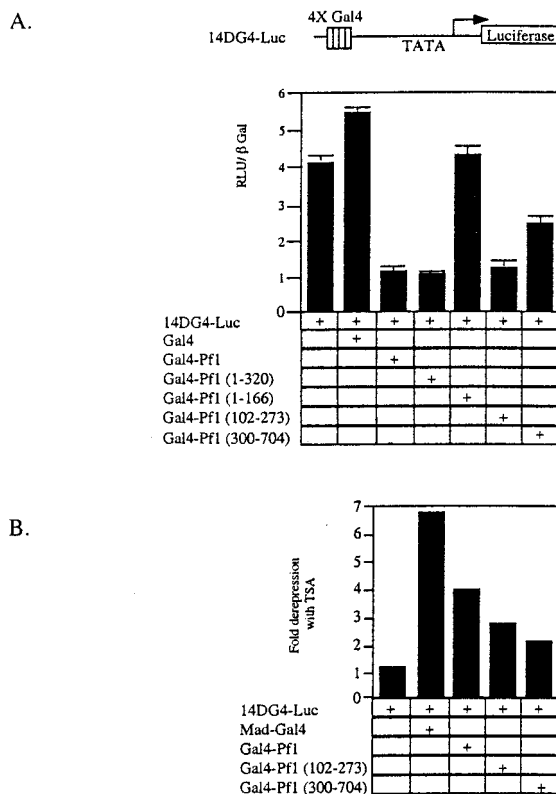 A.
4X Gal4
14DG4-Luc
TATA
Luciferase
RLU/ β Gal
6
5
4
3
2
1
0
14DG4-Luc + + + + + + +
Gal4 +
Gal4-Pf1 +
Gal4-Pf1 (1-320) +
Gal4-Pf1 (1-166) +
Gal4-Pf1 (102-273) +
Gal4-Pf1 (300-704) +
B.
Fold derepression
with TSA
7
6
5
4
3
2
1
0
14DG4-Luc + + + + +
Mad-Gal4 +
Gal4-Pf1 +
Gal4-Pf1 (102-273) +
Gal4-Pf1 (300-704) +